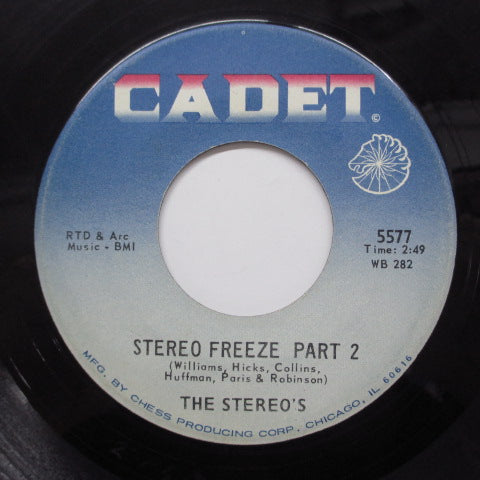 CADET
©
RTD & Arc
Music - BMI
5577
Time: 2:49
WB 282
STEREO FREEZE PART 2
(Williams, Hicks, Collins,
Huffman, Paris & Robinson)
THE STEREO'S
MFG. BY CHESS PRODUCING CORP. CHICAGO, IL 60616